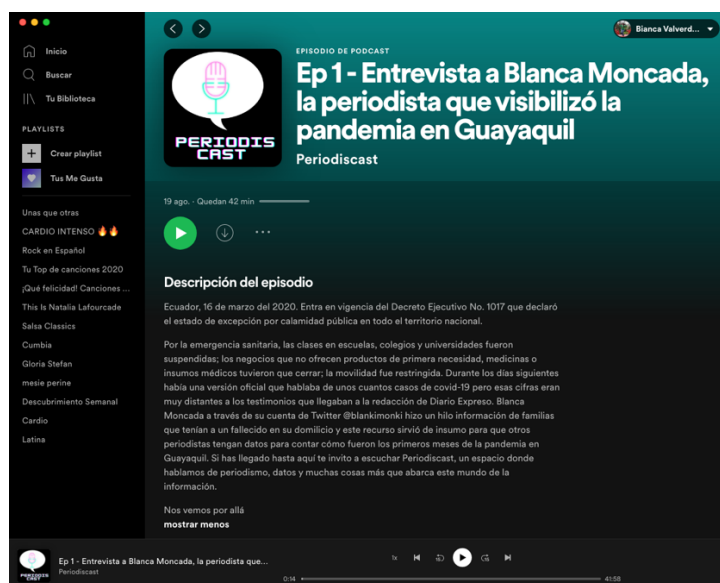 Inicio
Buscar
Tu Biblioteca
PLAYLISTS
Crear playlist
Tus Me Gusta
Unas que otras
CARDIO INTENSO 🔥🔥
Rock en Español
Tu Top de canciones 2020
¡Qué felicidad! Canciones ...
This Is Natalia Lafourcade
Salsa Classics
Cumbia
Gloria Stefan
mesie perine
Descubrimiento Semanal
Cardio
Latina
Bianca Valverd...
PERIODIS
CAST
EPISODIO DE PODCAST
Ep 1 - Entrevista a Blanca Moncada,
la periodista que visibilizó la
pandemia en Guayaquil
Periodiscast
19 ago. · Quedan 42 min
Descripción del episodio
Ecuador, 16 de marzo del 2020. Entra en vigencia del Decreto Ejecutivo No. 1017 que declaró
el estado de excepción por calamidad pública en todo el territorio nacional.
Por la emergencia sanitaria, las clases en escuelas, colegios y universidades fueron
suspendidas; los negocios que no ofrecen productos de primera necesidad, medicinas o
insumos médicos tuvieron que cerrar; la movilidad fue restringida. Durante los días siguientes
había una versión oficial que hablaba de unos cuantos casos de covid-19 pero esas cifras eran
muy distantes a los testimonios que llegaban a la redacción de Diario Expreso. Blanca
Moncada a través de su cuenta de Twitter @blankimonki hizo un hilo información de familias
que tenían a un fallecido en su domicilio y este recurso sirvió de insumo para que otros
periodistas tengan datos para contar cómo fueron los primeros meses de la pandemia en
Guayaquil. Si has llegado hasta aquí te invito a escuchar Periodiscast, un espacio donde
hablamos de periodismo, datos y muchas cosas más que abarca este mundo de la
información.
Nos vemos por allá
mostrar menos
PERIODIS
CAST
Ep 1 - Entrevista a Blanca Moncada, la periodista que...
Periodiscast
1x
0:14
41:58